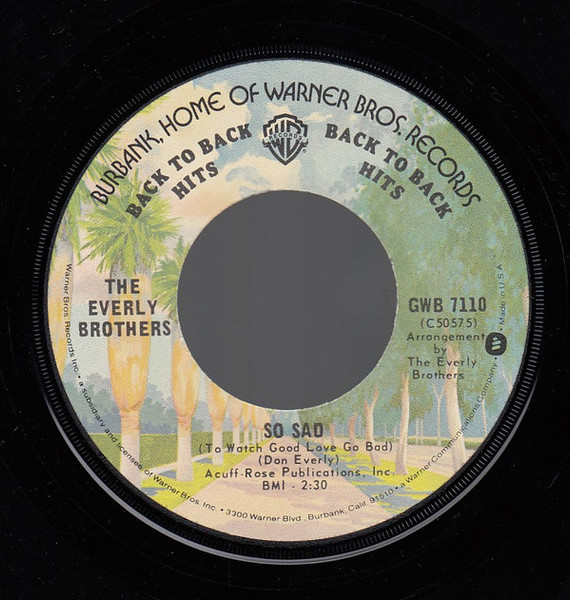 BURBANK, HOME OF WARNER BROS. RECORDS
BACK TO BACK
HITS
WB
RECORDS
®
BACK TO BACK
HITS
THE
EVERLY
BROTHERS
GWB 7110
(C50575)
Arrangement
by
The Everly
Brothers
SO SAD
(To Watch Good Love Go Bad)
(Don Everly)
Acuff-Rose Publications, Inc.
BMI - 2:30
Warner Bros. Records Inc. • a subsidiary and licensee of Warner Bros. Inc. • 3300 Warner Blvd., Burbank, Calif. 91510 • a Warner Communications Company • Made in U.S.A.